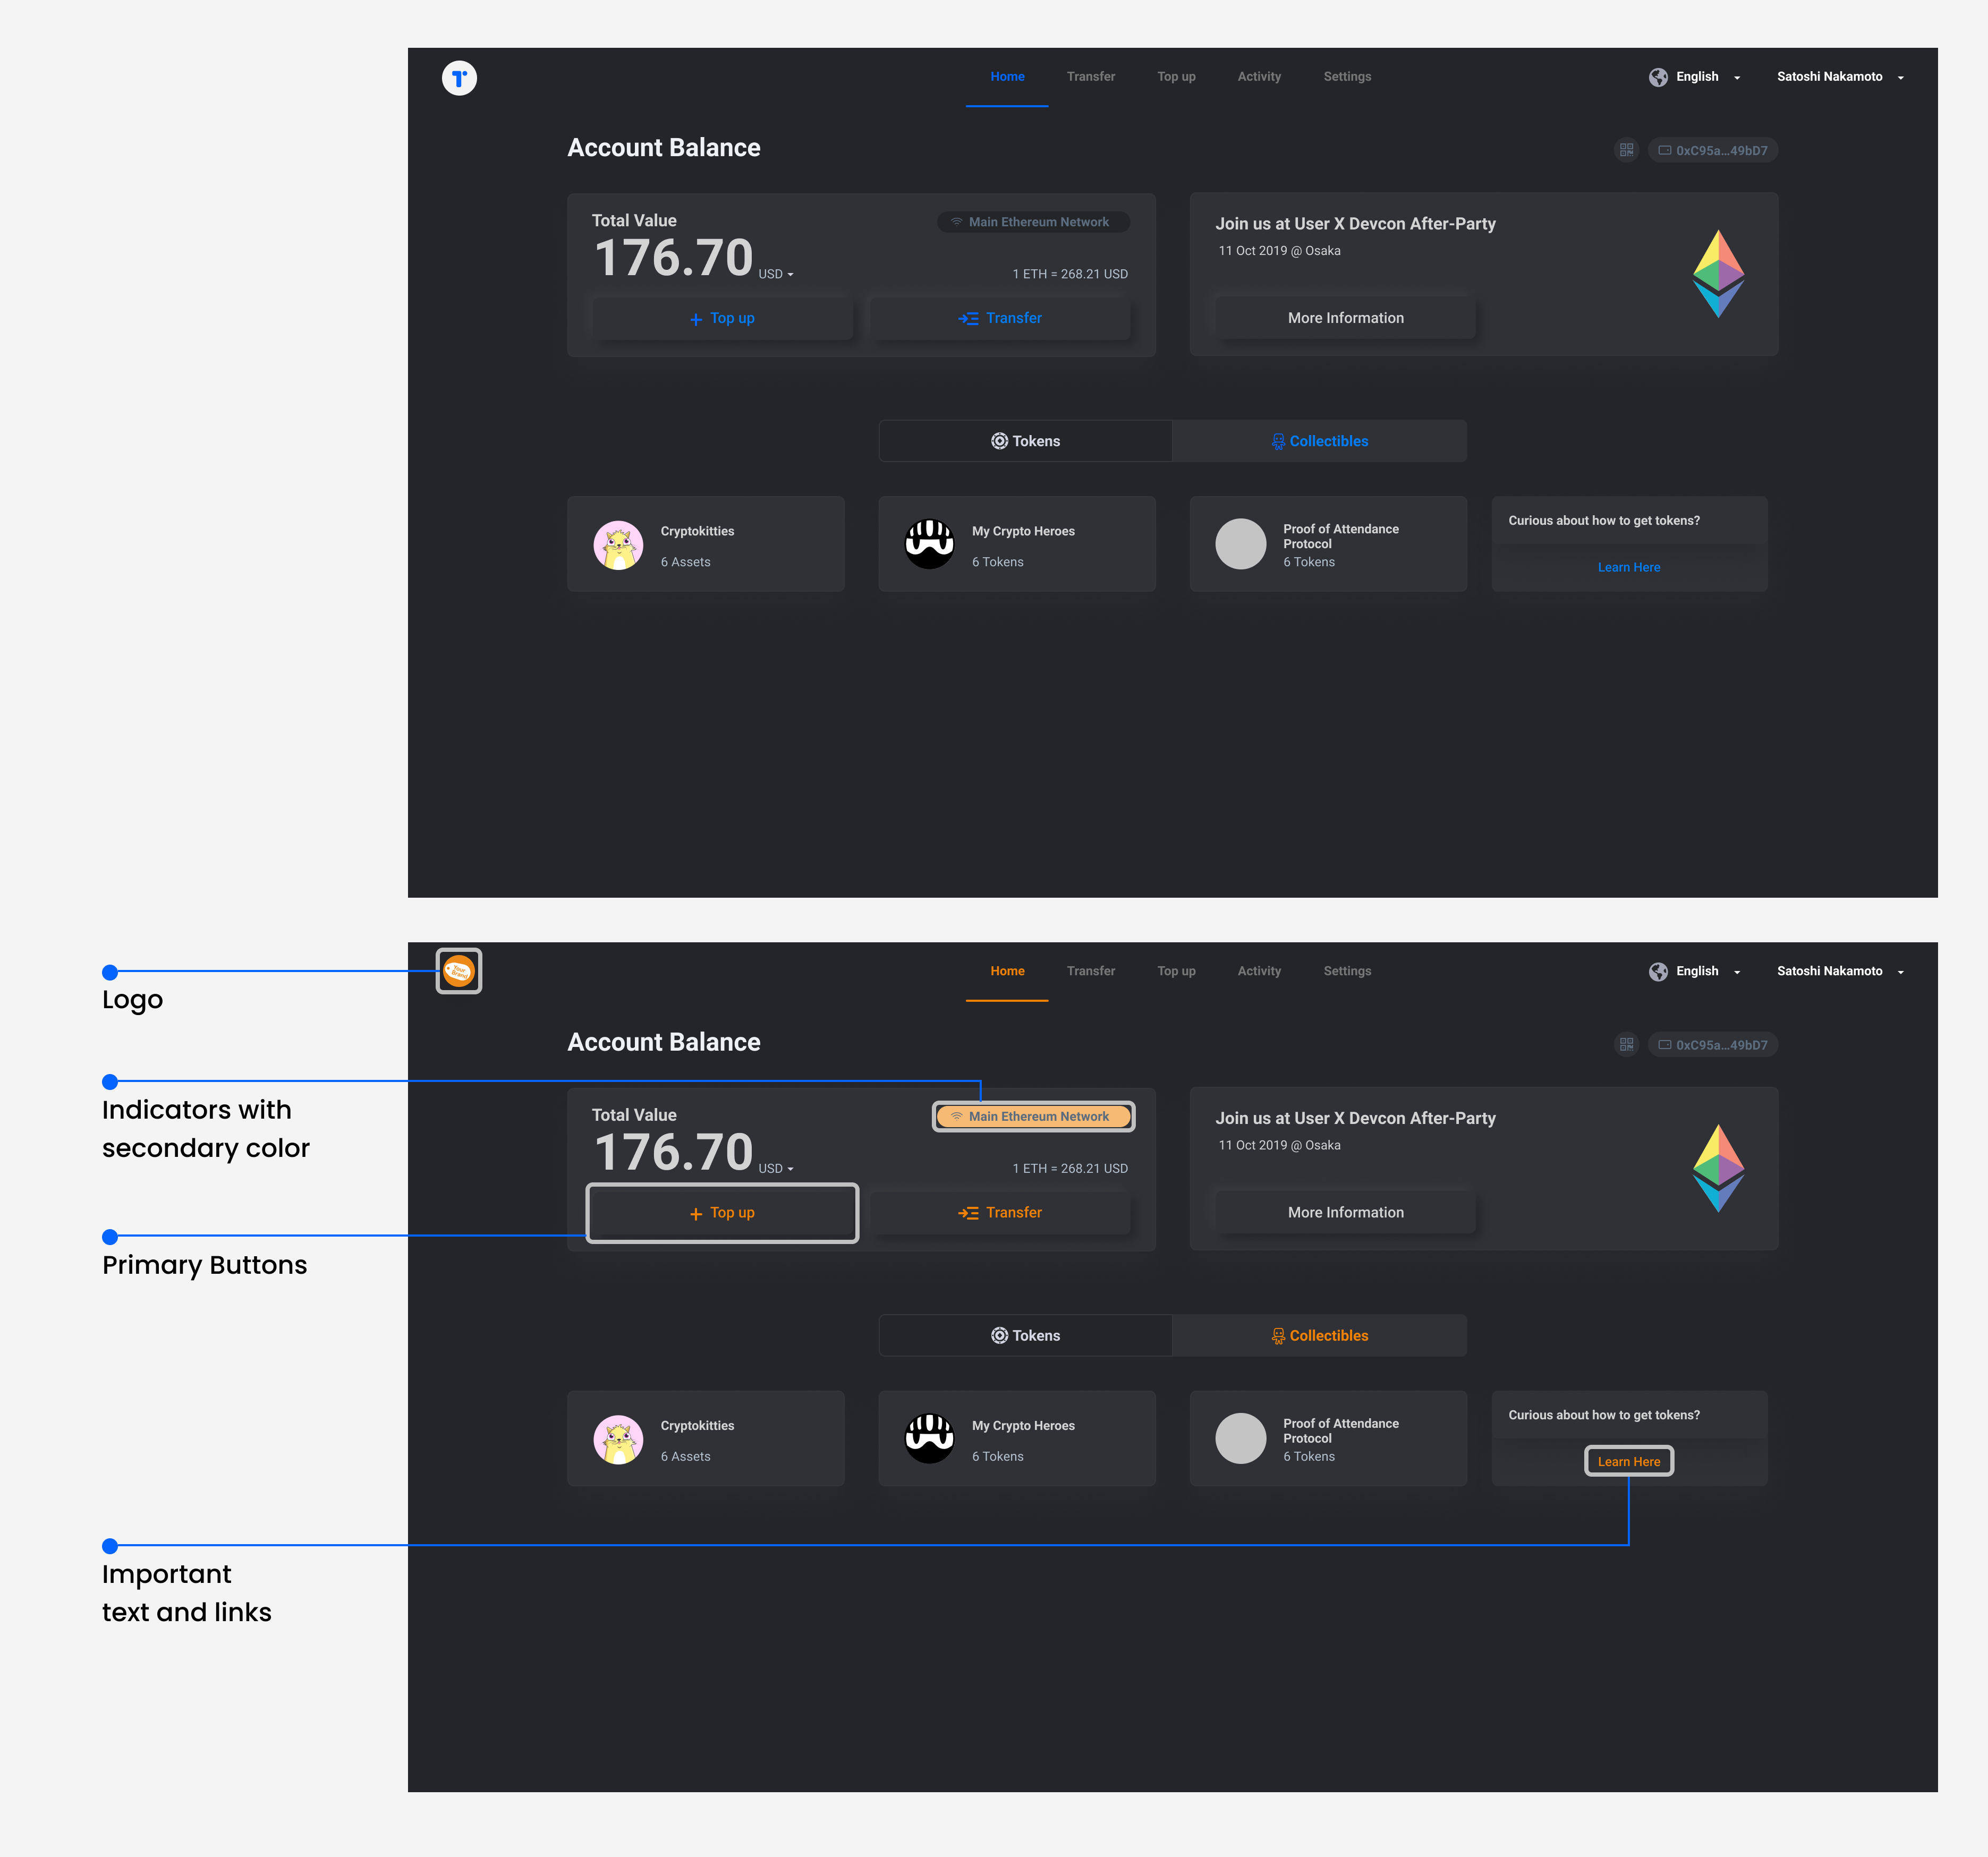 Home Transfer Top up Activity Settings English Satoshi Nakamoto
Account Balance
0xC95a...49bD7
Total Value
Main Ethereum Network
176.70 USD
1 ETH = 268.21 USD
+ Top up
Transfer
Join us at User X Devcon After-Party
11 Oct 2019 @ Osaka
More Information
Tokens
Collectibles
Cryptokitties
6 Assets
My Crypto Heroes
6 Tokens
Proof of Attendance
Protocol
6 Tokens
Curious about how to get tokens?
Learn Here
Logo
Indicators with
secondary color
Primary Buttons
Important
text and links
Your
Brand
Home Transfer Top up Activity Settings English Satoshi Nakamoto
Account Balance
0xC95a...49bD7
Total Value
Main Ethereum Network
176.70 USD
1 ETH = 268.21 USD
+ Top up
Transfer
Join us at User X Devcon After-Party
11 Oct 2019 @ Osaka
More Information
Tokens
Collectibles
Cryptokitties
6 Assets
My Crypto Heroes
6 Tokens
Proof of Attendance
Protocol
6 Tokens
Curious about how to get tokens?
Learn Here